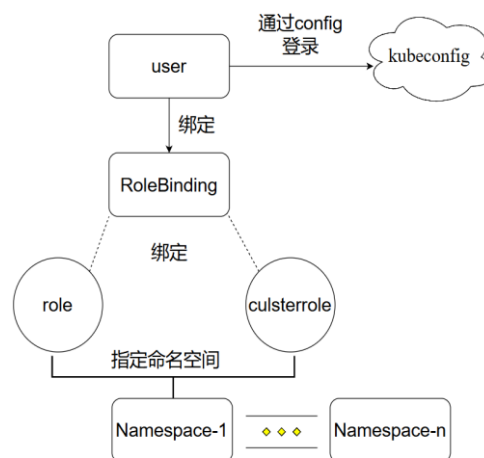 通过config
登录
user
kubeconfig
绑定
RoleBinding
绑定
role
culsterrole
指定命名空间
Namespace-1
Namespace-n